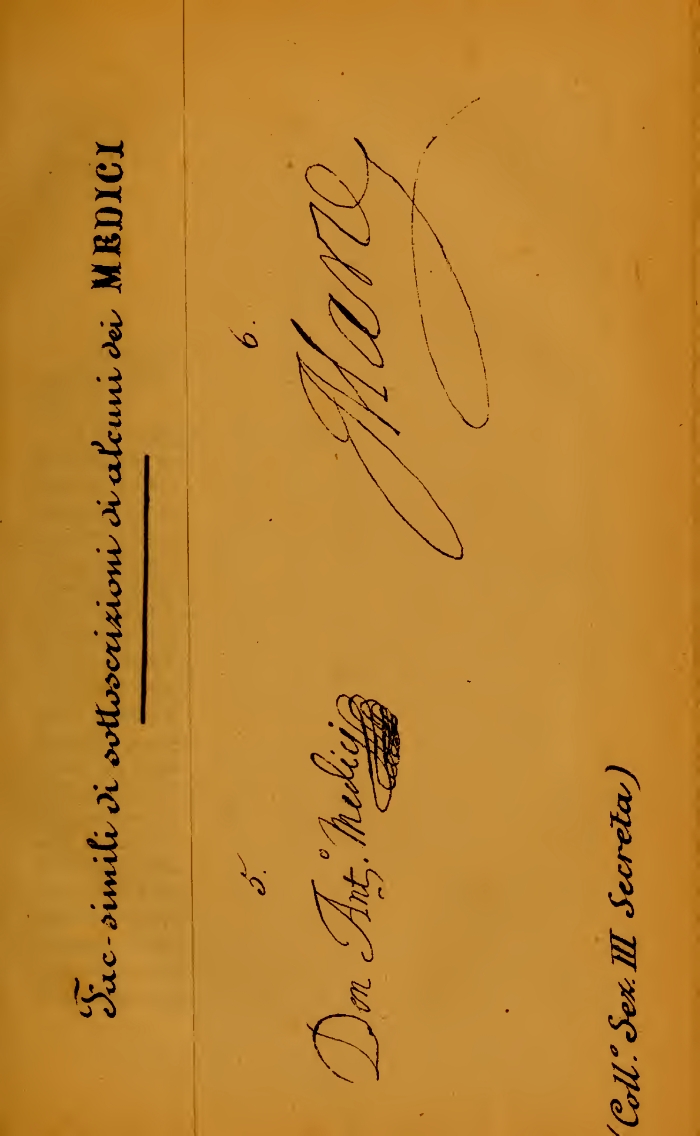 Fac-simili di sottoscrizioni di alcuni dei MEDICI
5.
Don Ant.º Medici
6.
(Coll.º Sez. III Secreta)